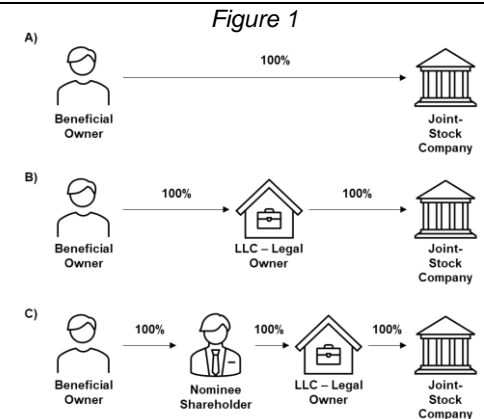 Figure 1
A)
100%
Beneficial
Owner
Joint-
Stock
Company
B)
100%
100%
Beneficial
Owner
LLC – Legal
Owner
Joint-
Stock
Company
C)
100%
100%
100%
Beneficial
Owner
Nominee
Shareholder
LLC – Legal
Owner
Joint-
Stock
Company